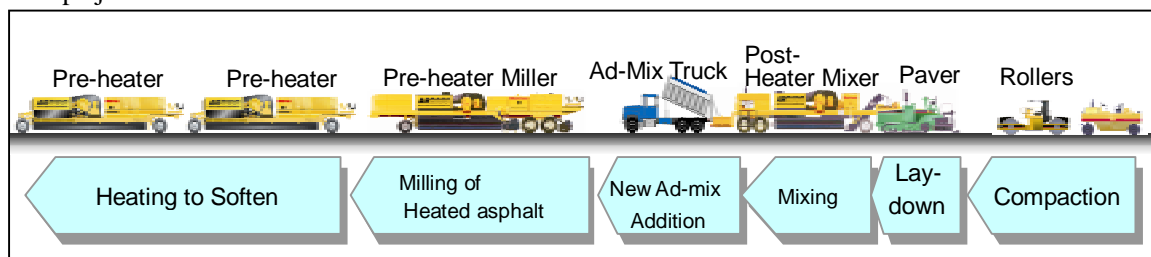 Pre-heater
Pre-heater
Pre-heater Miller
Ad-Mix Truck
Post-
Heater Mixer
Paver
Rollers
Heating to Soften
Milling of
Heated asphalt
New Ad-mix
Addition
Mixing
Lay-
down
Compaction